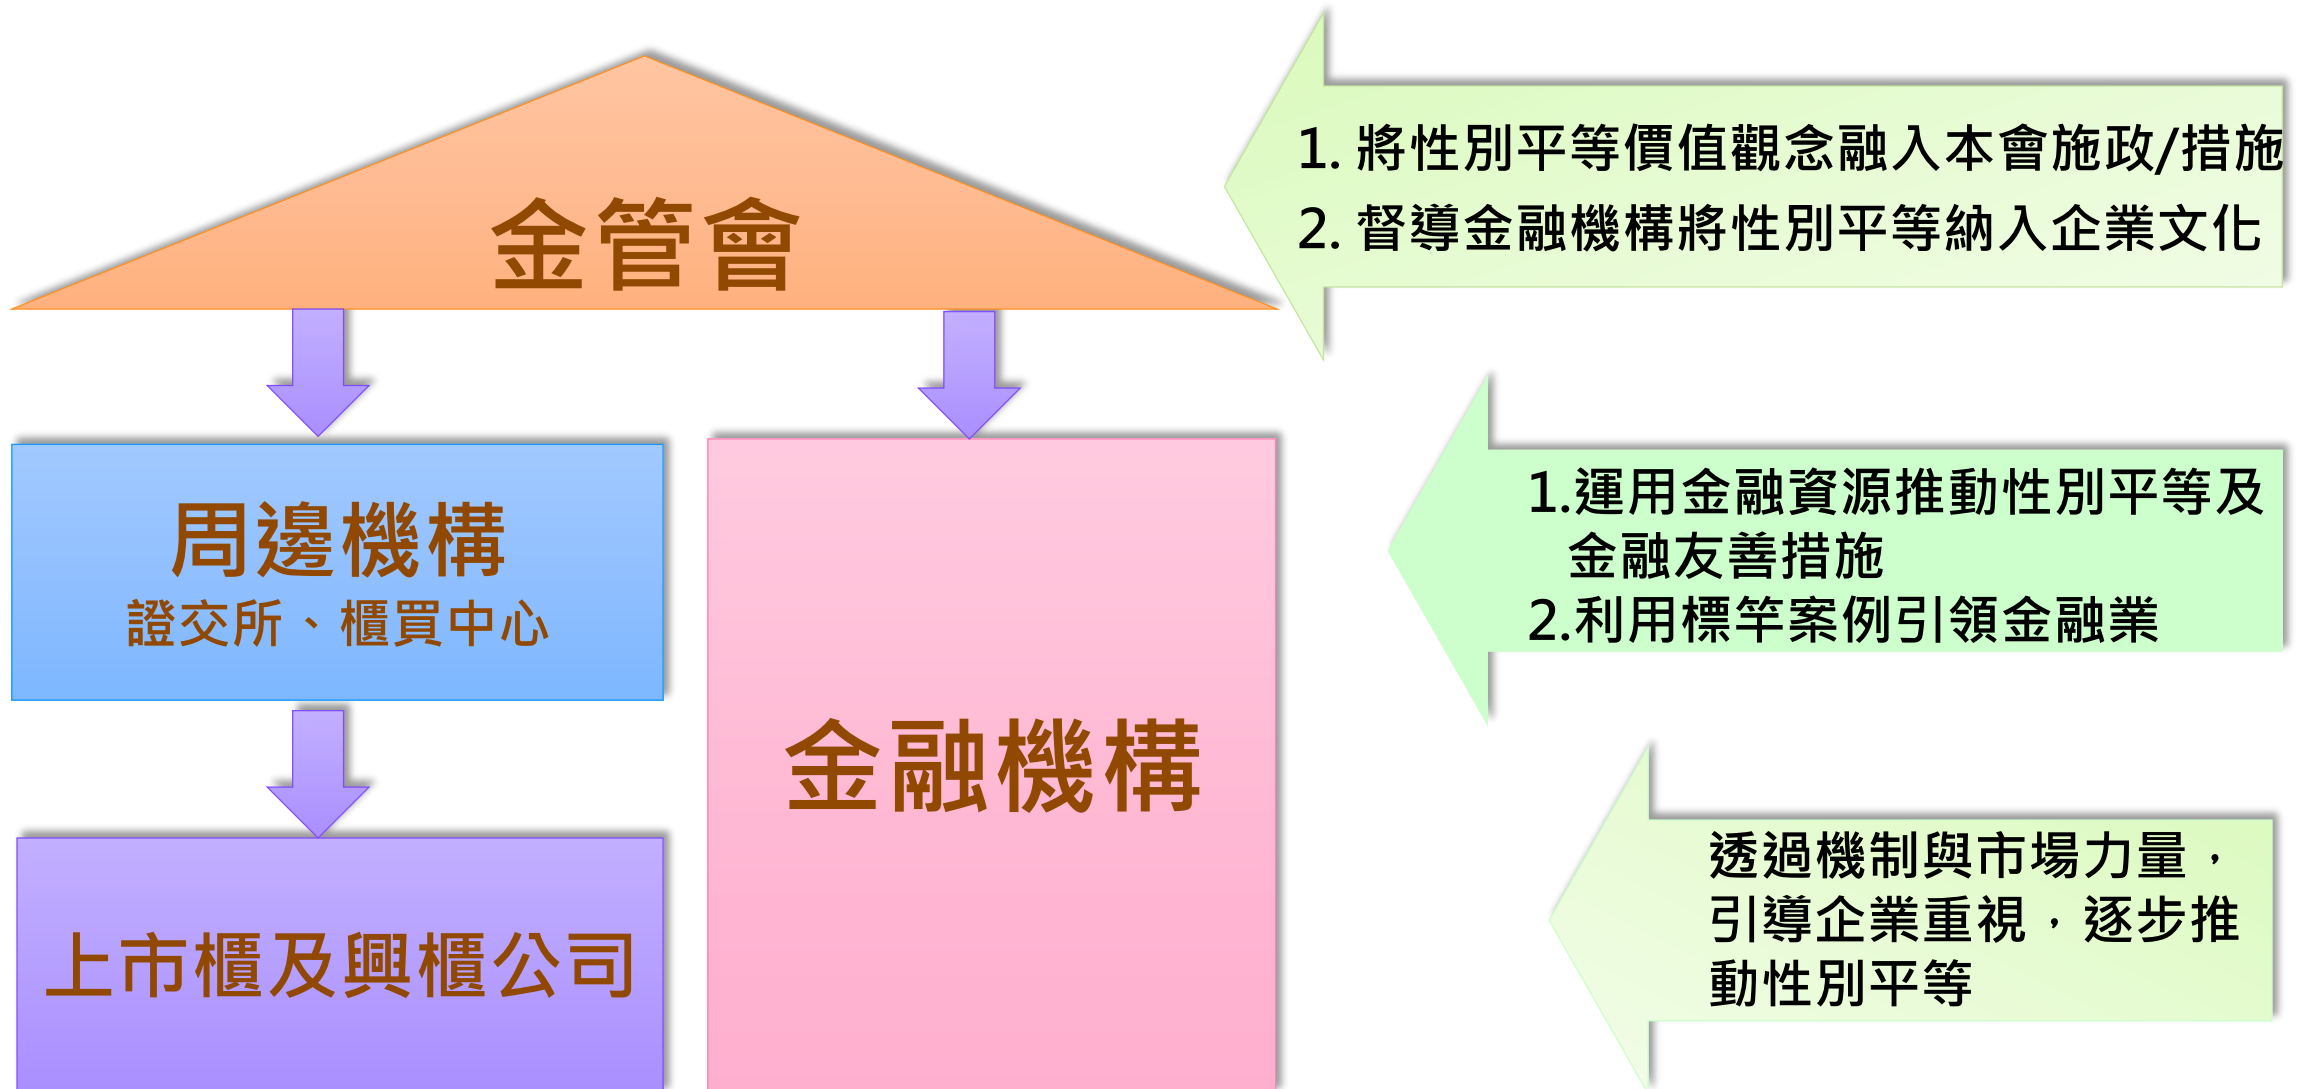 金管會
1. 將性別平等價值觀念融入本會施政/措施
2. 督導金融機構將性別平等納入企業文化
周邊機構
證交所、櫃買中心
金融機構
1.運用金融資源推動性別平等及
金融友善措施
2.利用標竿案例引領金融業
上市櫃及興櫃公司
透過機制與市場力量，
引導企業重視，逐步推
動性別平等